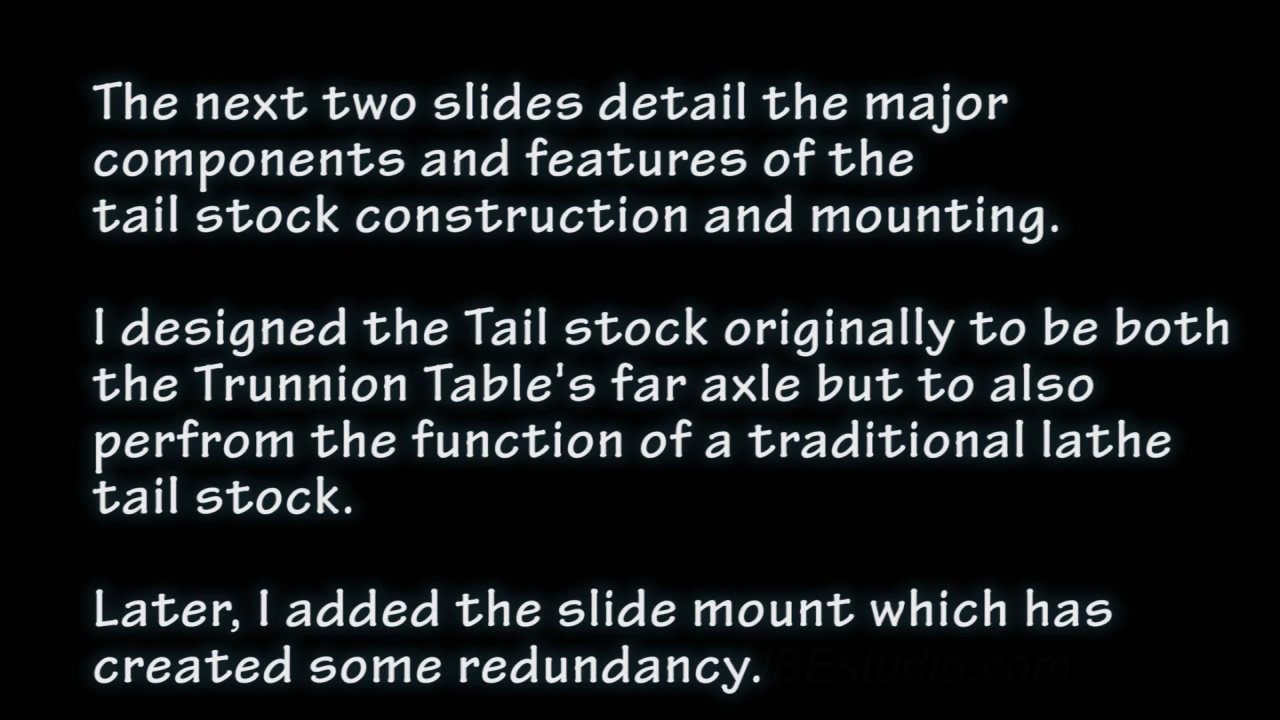 The next two slides detail the major
components and features of the
tail stock construction and mounting.
I designed the Tail stock originally to be both
the Trunnion Table's far axle but to also
perfrom the function of a traditional lathe
tail stock.
Later, I added the slide mount which has
created some redundancy.